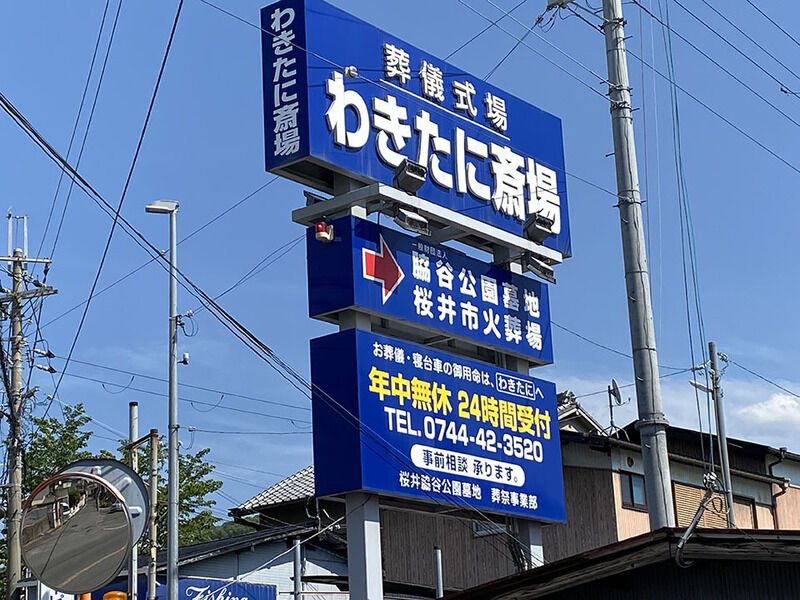 わきたに斎場
葬儀式場
わきたに斎場
一般財団法人
脇谷公園墓地
桜井市火葬場
お葬儀・寝台車の御用命は、わきたにへ
年中無休 24時間受付
TEL.0744-42-3520
事前相談 承ります。
桜井脇谷公園墓地 葬祭事業部
Fishing